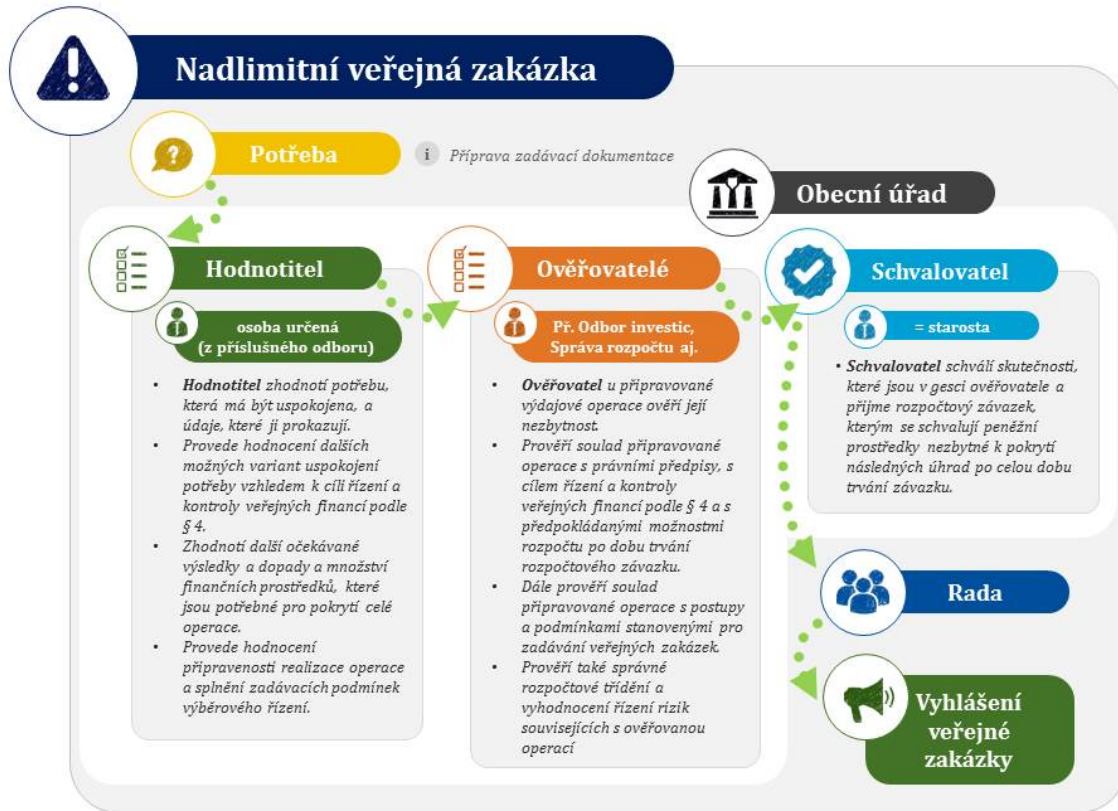 Nadlimitní veřejná zakázka
Potřeba
i Příprava zadávací dokumentace
Obecní úřad
Hodnotitel
osoba určená
(z příslušného odboru)
• Hodnotitel zhodnotí potřebu,
která má být uspokojena, a
údaje, které ji prokazují.
• Provede hodnocení dalších
možných variant uspokojení
potřeby vzhledem k cíli řízení a
kontroly veřejných financí podle
§ 4.
• Zhodnotí další očekávané
výsledky a dopady a množství
finančních prostředků, které
jsou potřebné pro pokrytí celé
operace.
• Provede hodnocení
připravenosti realizace operace
a splnění zadávacích podmínek
výběrového řízení.
Ověřovatelé
Př. Odbor investic,
Správa rozpočtu aj.
• Ověřovatel u připravované
výdajové operace ověří její
nezbytnost.
• Prověří soulad připravované
operace s právními předpisy, s
cílem řízení a kontroly
veřejných financí podle § 4 a s
předpokládanými možnostmi
rozpočtu po dobu trvání
rozpočtového závazku.
• Dále prověří soulad
připravované operace s postupy
a podmínkami stanovenými pro
zadávání veřejných zakázek.
• Prověří také správné
rozpočtové třídění a
vyhodnocení řízení rizik
souvisejících s ověřovanou
operací
Schvalovatel
= starosta
• Schvalovatel schválí skutečnosti,
které jsou v gesci ověřovatele a
přijme rozpočtový závazek,
kterým se schvalují peněžní
prostředky nezbytné k pokrytí
následných úhrad po celou dobu
trvání závazku.
Rada
Vyhlášení
veřejné
zakázky